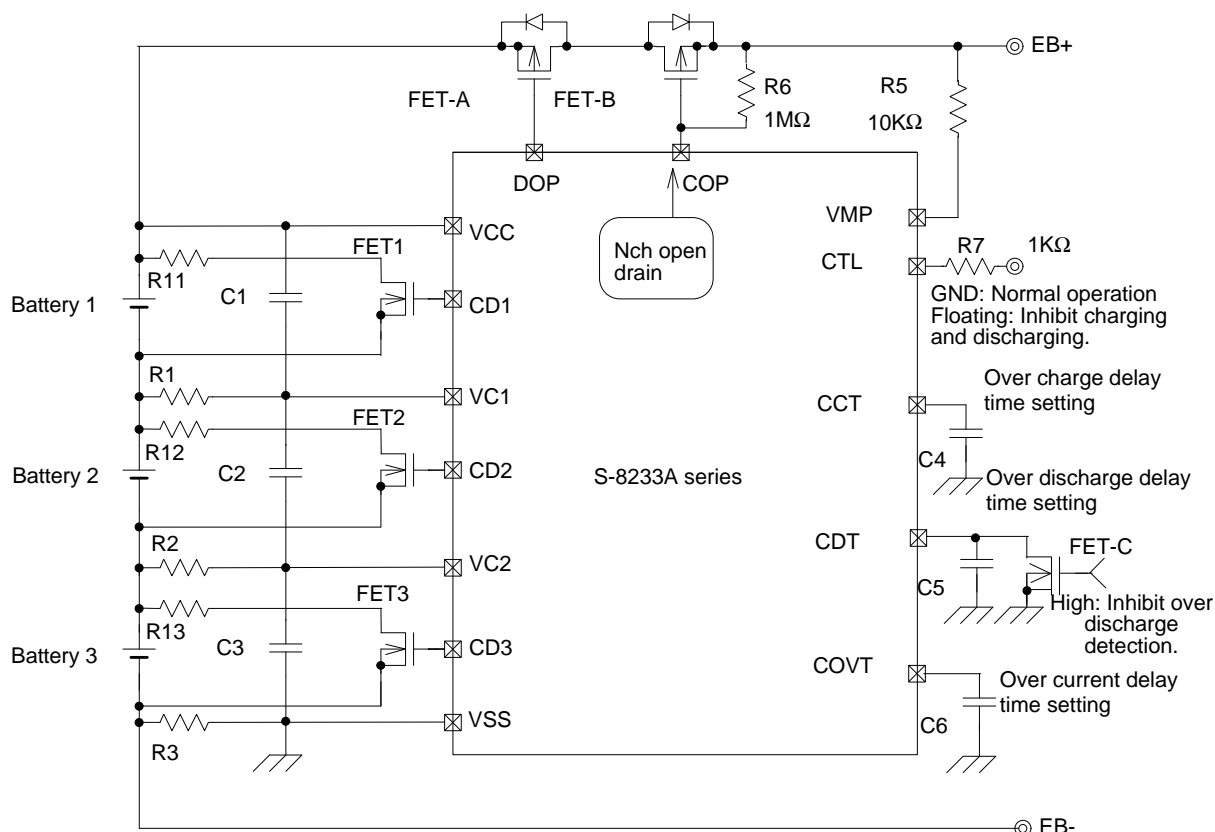 EB+
FET-A
FET-B
R6
1MΩ
R5
10KΩ
DOP
COP
VMP
VCC
Nch open
drain
R7
1KΩ
CTL
GND: Normal operation
Floating: Inhibit charging
and discharging.
FET1
R11
C1
CD1
Battery 1
R1
VC1
Over charge delay
time setting
CCT
C4
FET2
R12
C2
CD2
Battery 2
S-8233A series
Over discharge delay
time setting
R2
VC2
CDT
C5
FET-C
High: Inhibit over
discharge
detection.
FET3
R13
C3
CD3
Battery 3
COVT
Over current delay
time setting
C6
R3
VSS
EB-